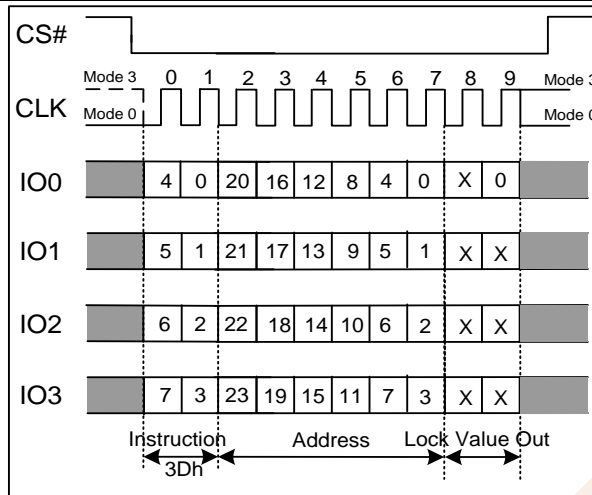 CS#
Mode 3 0 1 2 3 4 5 6 7 8 9 Mode 3
CLK
Mode 0 Mode 0
IO0 4 0 20 16 12 8 4 0 X 0
IO1 5 1 21 17 13 9 5 1 X X
IO2 6 2 22 18 14 10 6 2 X X
IO3 7 3 23 19 15 11 7 3 X X
Instruction Address Lock Value Out
3Dh